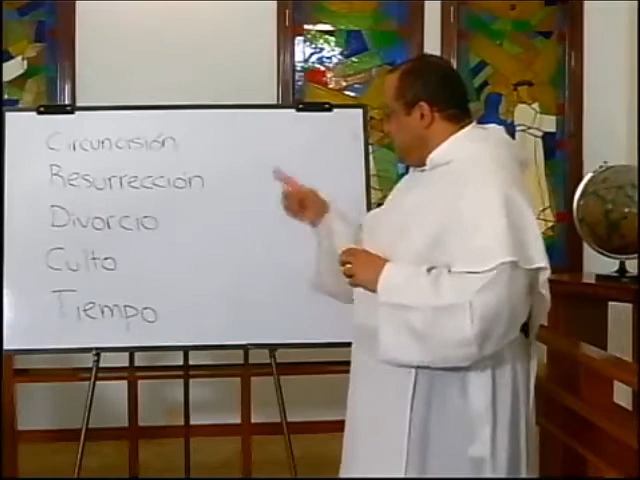 Circuncisión
Resurrección
Divorcio
Culto
Tiempo